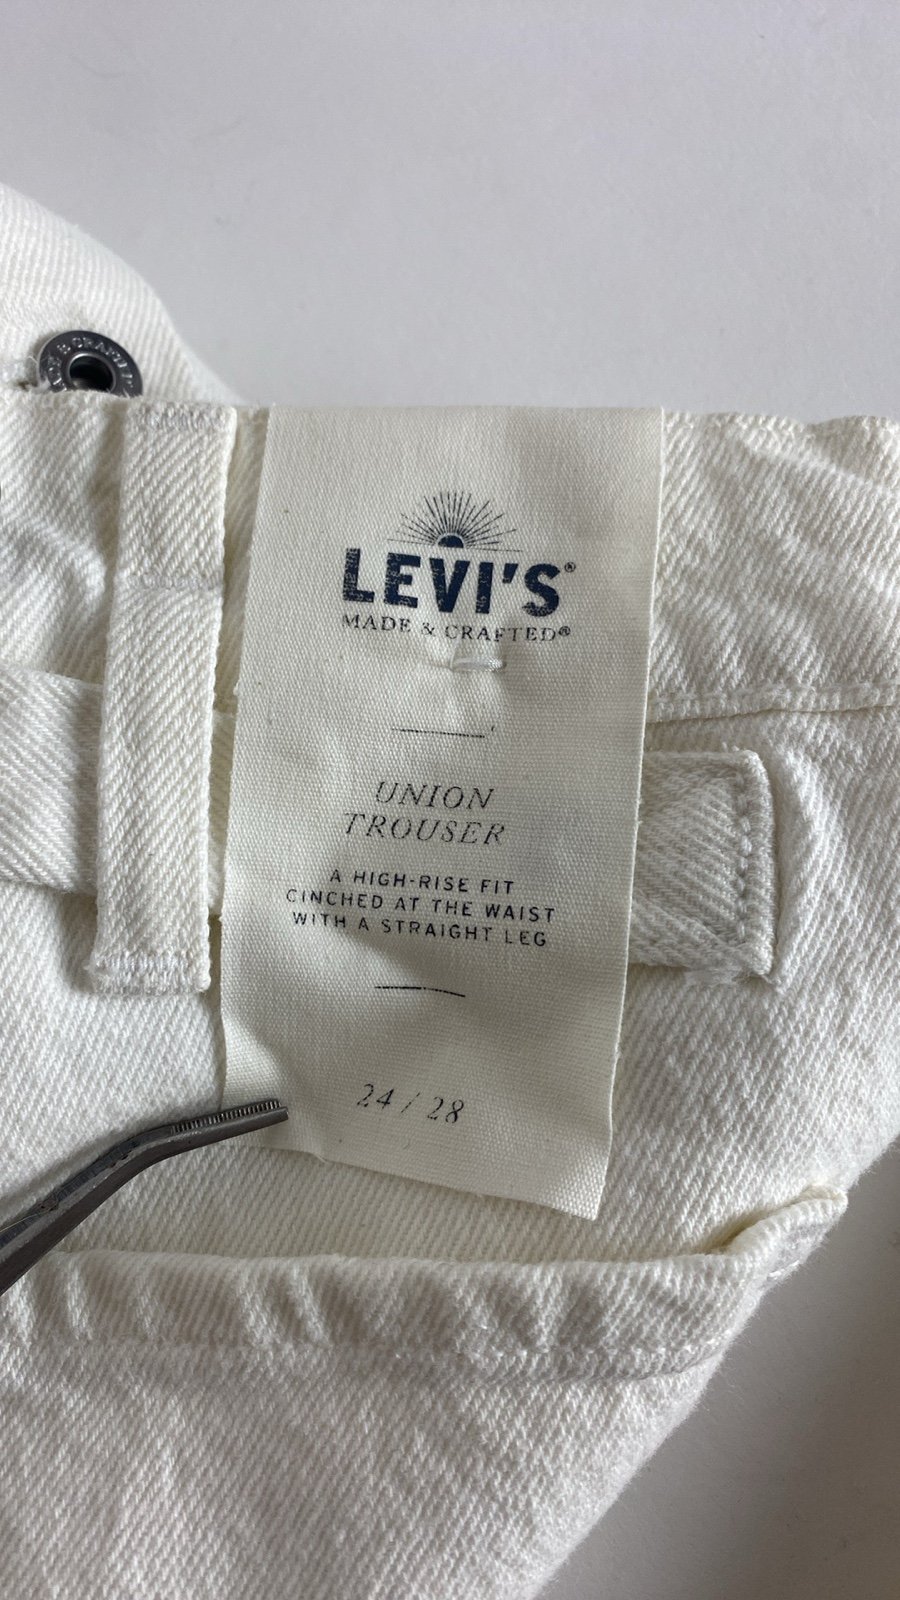 LEVI'S®
MADE & CRAFTED®
UNION
TROUSER
A HIGH-RISE FIT
CINCHED AT THE WAIST
WITH A STRAIGHT LEG
24 / 28